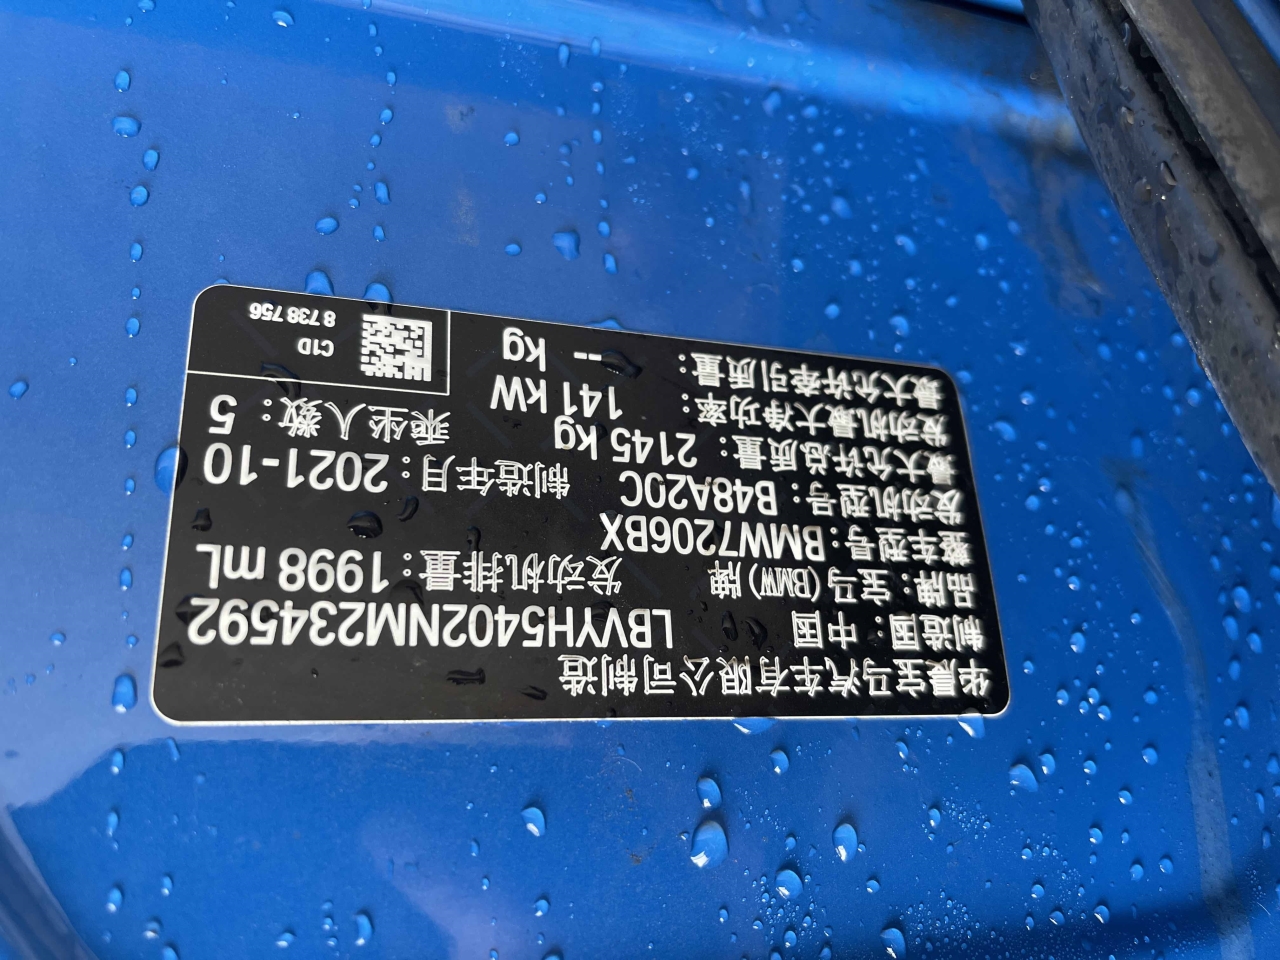 华晨宝马汽车有限公司制造
制造国：中国 LBVYH5402NM234592
品牌：宝马(BMW)牌 发动机排量：1998 mL
整车型号：BMW7206BX
发动机型号：B48A20C 制造年月：2021-10
最大允许总质量：2145 kg 乘坐人数：5
发动机最大净功率：141 kW
最大允许牵引质量：-- kg
C1D
8 738 756